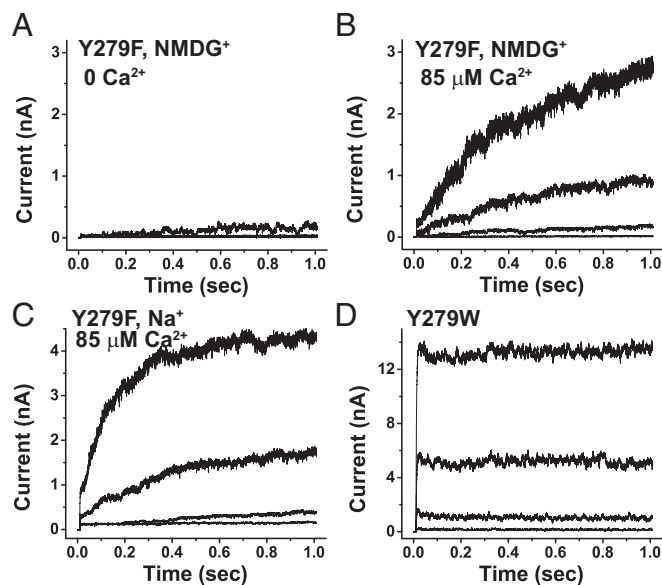 A
Y279F, NMDG⁺
0 Ca²⁺
Current (nA)
3
2
1
0
0.0 0.2 0.4 0.6 0.8 1.0
Time (sec)
B
Y279F, NMDG⁺
85 μM Ca²⁺
Current (nA)
3
2
1
0
0.0 0.2 0.4 0.6 0.8 1.0
Time (sec)
C
Y279F, Na⁺
85 μM Ca²⁺
Current (nA)
4
3
2
1
0
0.0 0.2 0.4 0.6 0.8 1.0
Time (sec)
D
Y279W
Current (nA)
12
8
4
0
0.0 0.2 0.4 0.6 0.8 1.0
Time (sec)